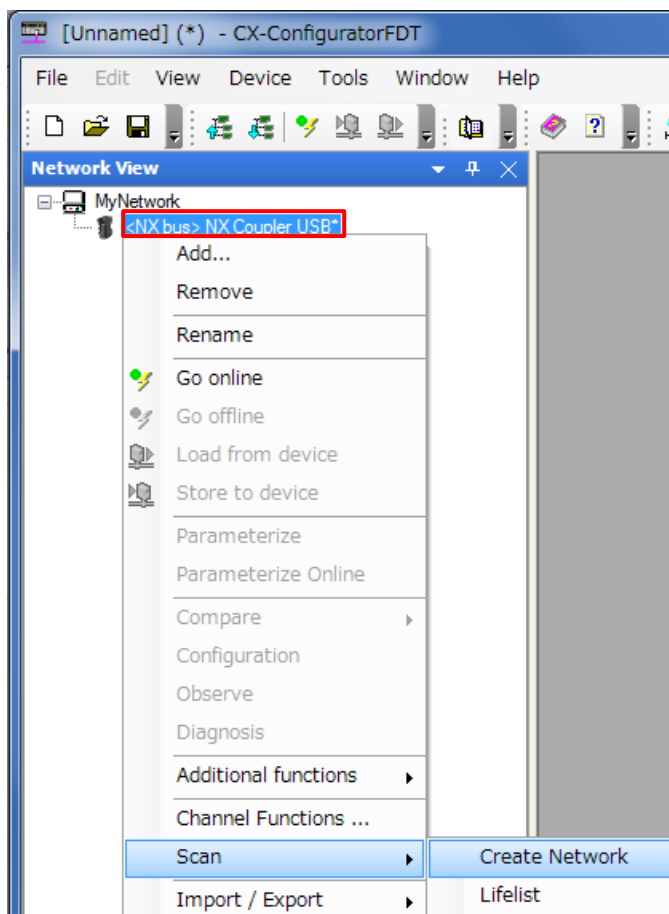 [Unnamed] (*) - CX-ConfiguratorFDT
File Edit View Device Tools Window Help
Network View
MyNetwork
<NX bus> NX Coupler USB*
Add...
Remove
Rename
Go online
Go offline
Load from device
Store to device
Parameterize
Parameterize Online
Compare
Configuration
Observe
Diagnosis
Additional functions
Channel Functions ...
Scan
Create Network
Import / Export
Lifelist